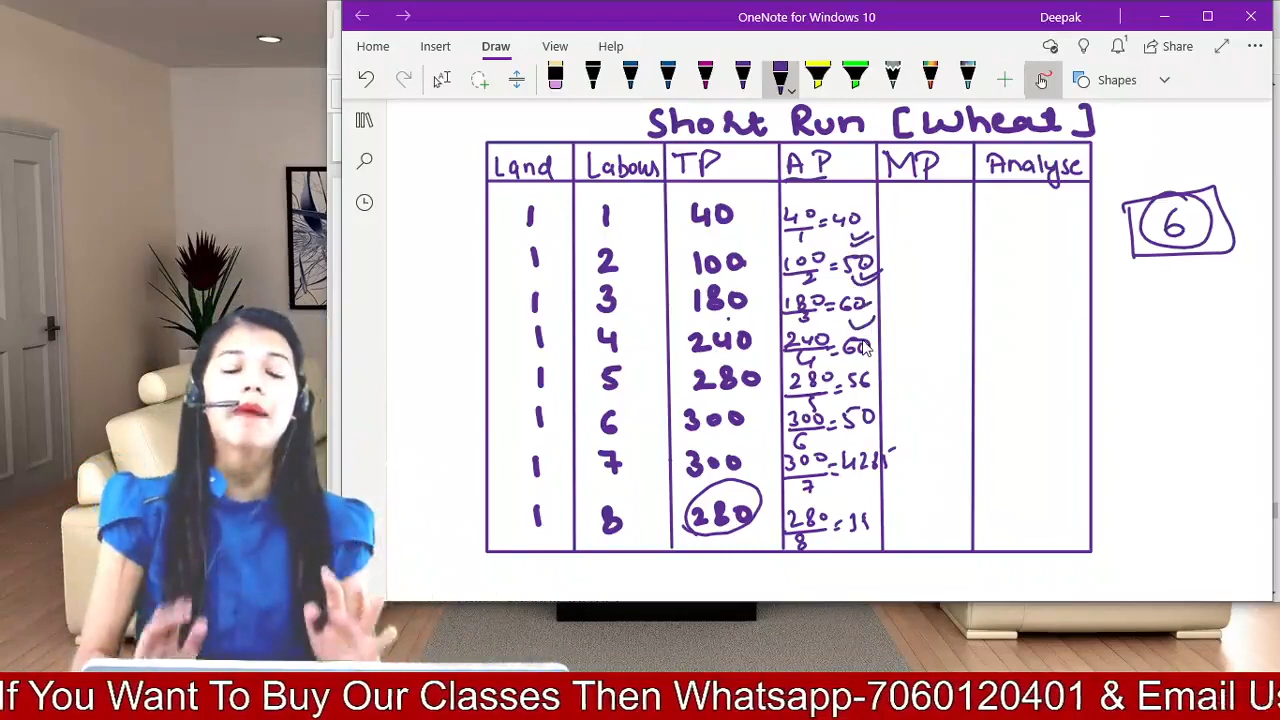 OneNote for Windows 10
Deepak
Home Insert Draw View Help
Share
Shapes
Short Run [Wheat]
Land Labour TP AP MP Analyse
1 1 40 40/1 = 40
6
1 2 100 100/2 = 50
1 3 180 180/3 = 60
1 4 240 240/4 = 60
1 5 280 280/5 = 56
1 6 300 300/6 = 50
1 7 300 300/7 =
1 8 280 280/8 =
If You Want To Buy Our Classes Then Whatsapp-7060120401 & Email Us